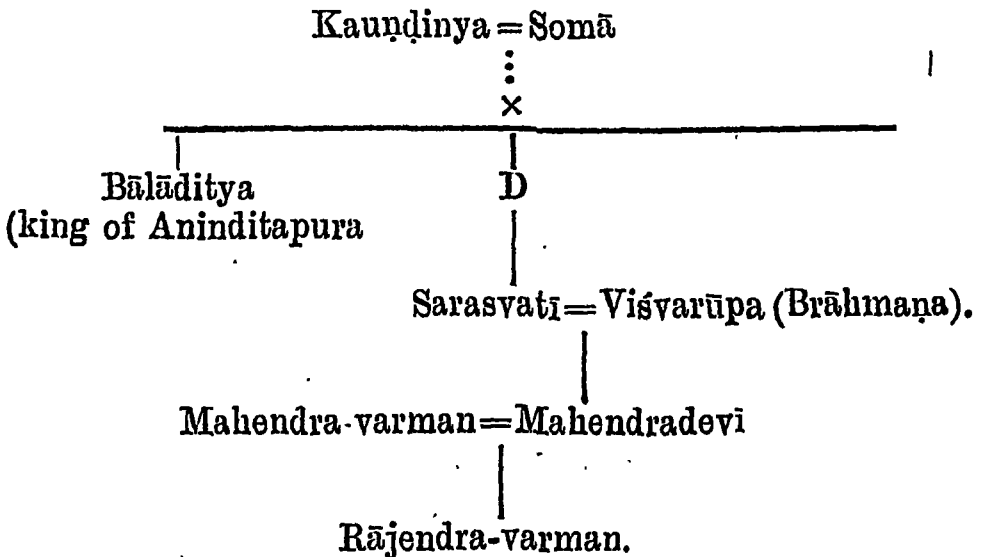 Kauṇḍinya = Somā
×
Bālāditya D
(king of Aninditapura
Sarasvatī = Viśvarūpa (Brāhmaṇa).
Mahendra-varman = Mahendradevī
Rājendra-varman.